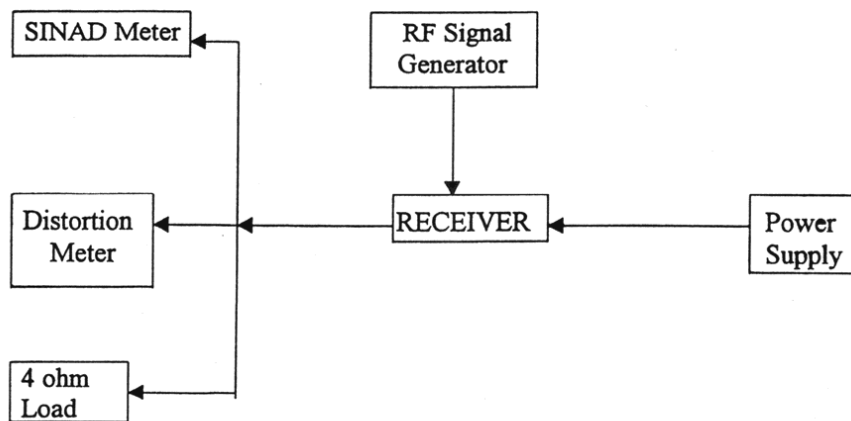 SINAD Meter
RF Signal
Generator
Distortion
Meter
RECEIVER
Power
Supply
4 ohm
Load